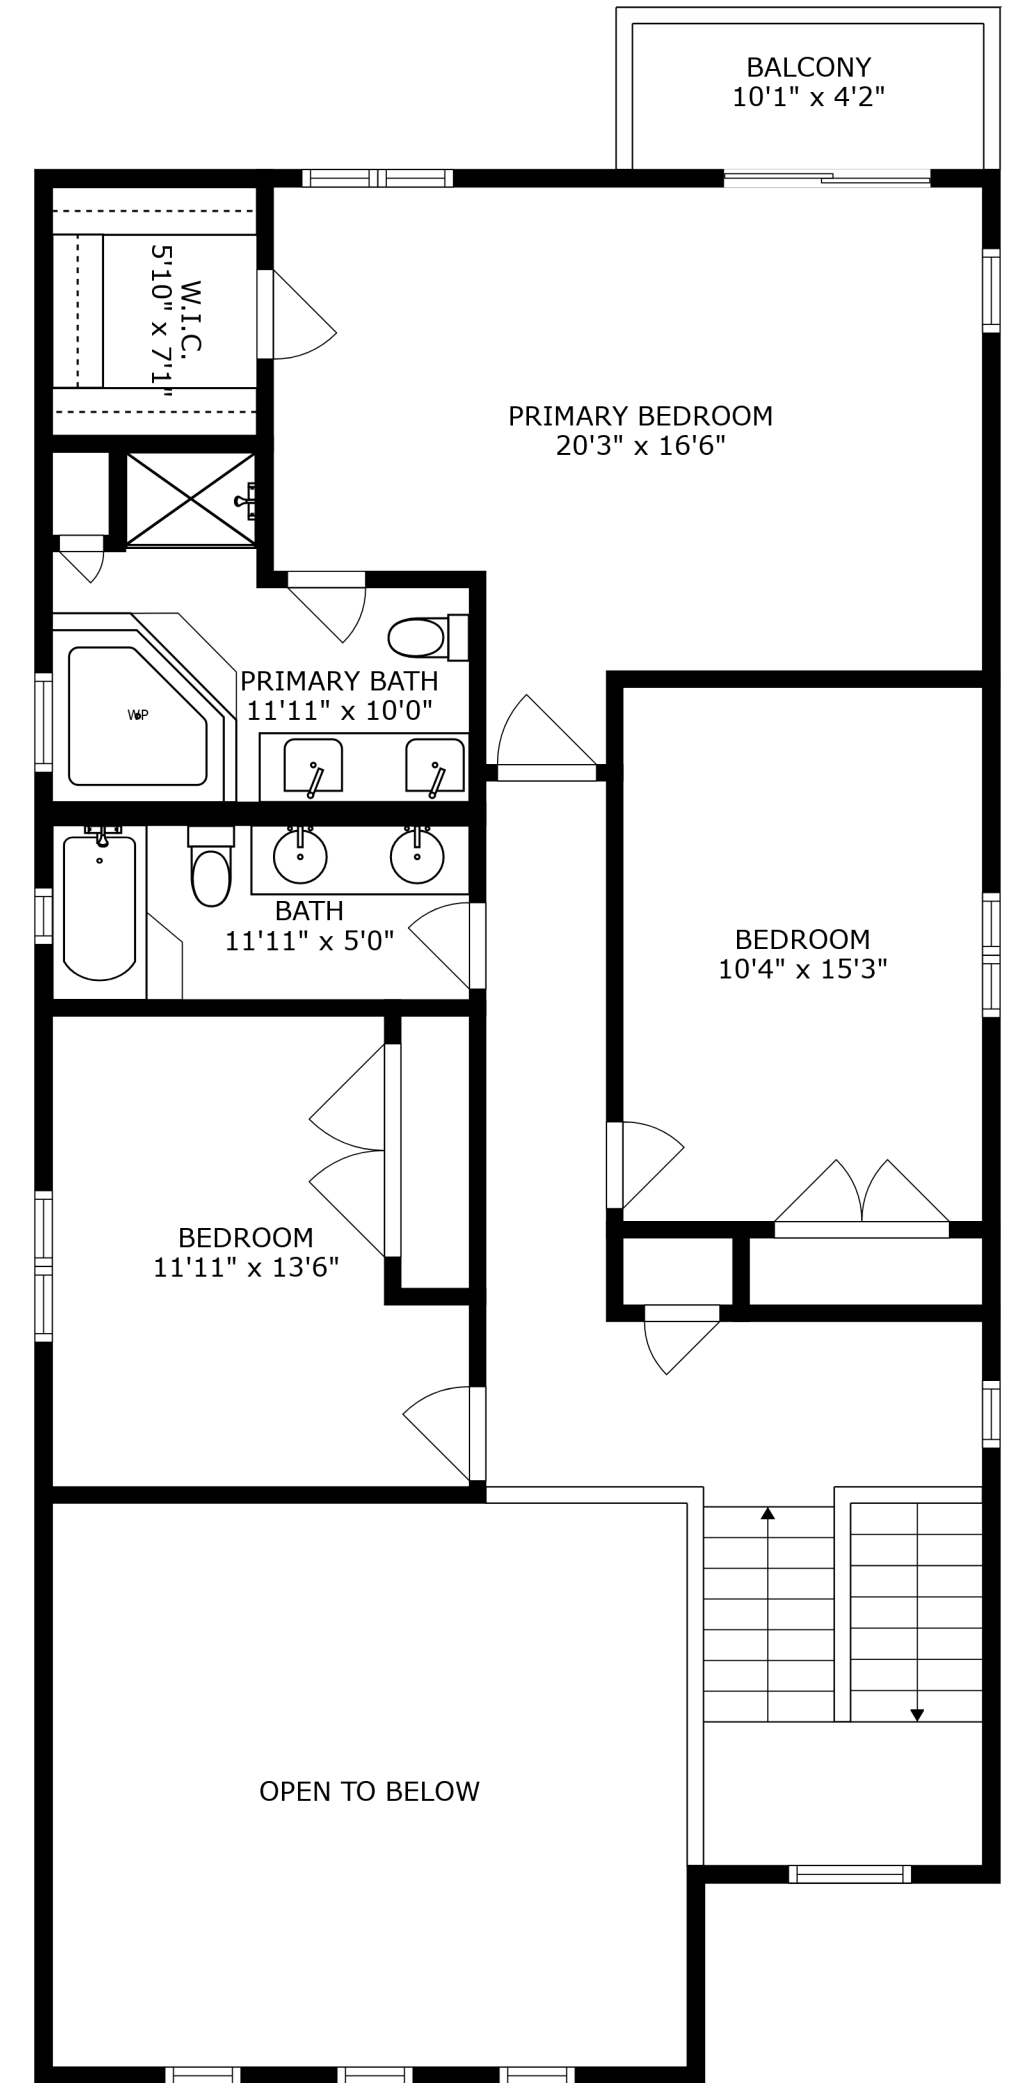 BALCONY
10'1" x 4'2"
W.I.C.
5'10" x 7'1"
PRIMARY BEDROOM
20'3" x 16'6"
PRIMARY BATH
11'11" x 10'0"
WP
BATH
11'11" x 5'0"
BEDROOM
10'4" x 15'3"
BEDROOM
11'11" x 13'6"
OPEN TO BELOW